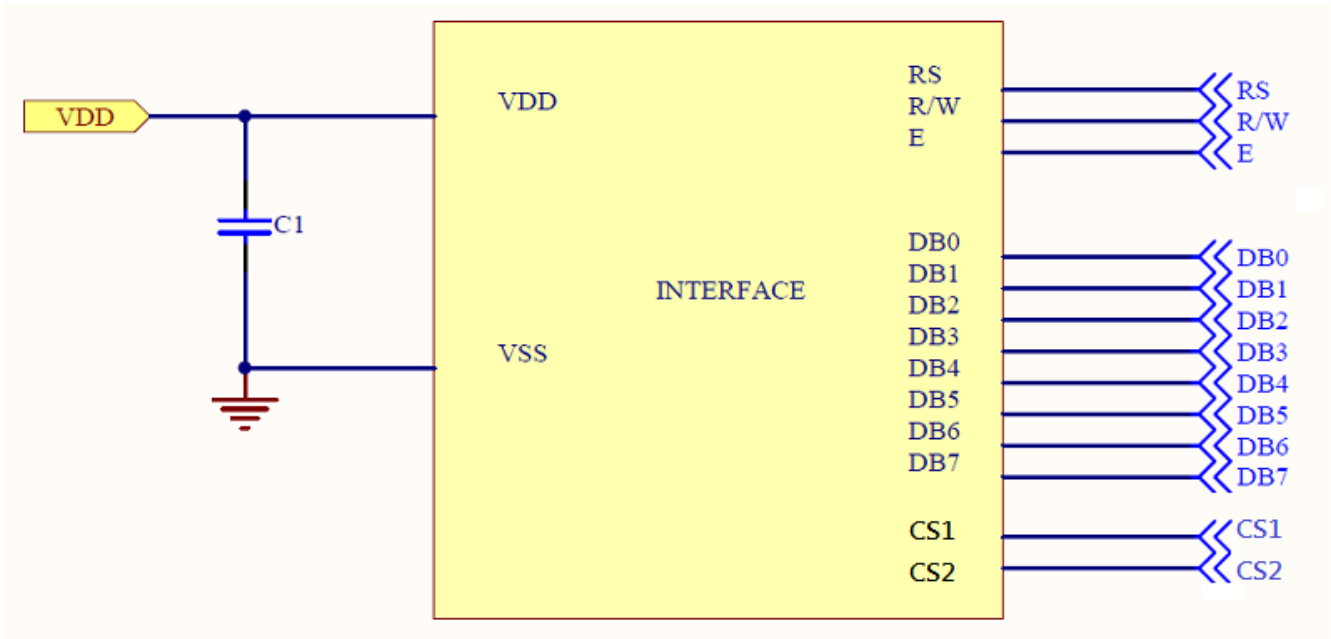 VDD
C1
VDD
VSS
INTERFACE
RS
R/W
E
DB0
DB1
DB2
DB3
DB4
DB5
DB6
DB7
CS1
CS2
RS
R/W
E
DB0
DB1
DB2
DB3
DB4
DB5
DB6
DB7
CS1
CS2